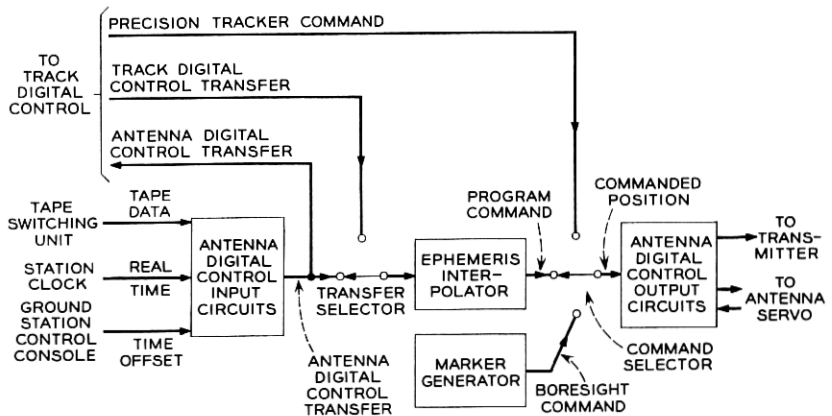 PRECISION TRACKER COMMAND
TO
TRACK
DIGITAL
CONTROL
TRACK DIGITAL
CONTROL TRANSFER
ANTENNA DIGITAL
CONTROL TRANSFER
TAPE
SWITCHING
UNIT
TAPE
DATA
STATION
CLOCK
REAL
TIME
GROUND
STATION
CONTROL
CONSOLE
TIME
OFFSET
ANTENNA
DIGITAL
CONTROL
INPUT
CIRCUITS
TRANSFER
SELECTOR
ANTENNA
DIGITAL
CONTROL
TRANSFER
EPHEMERIS
INTER-
POLATOR
MARKER
GENERATOR
PROGRAM
COMMAND
COMMANDED
POSITION
BORESIGHT
COMMAND
COMMAND
SELECTOR
ANTENNA
DIGITAL
CONTROL
OUTPUT
CIRCUITS
TO
TRANS-
MITTER
TO
ANTENNA
SERVO